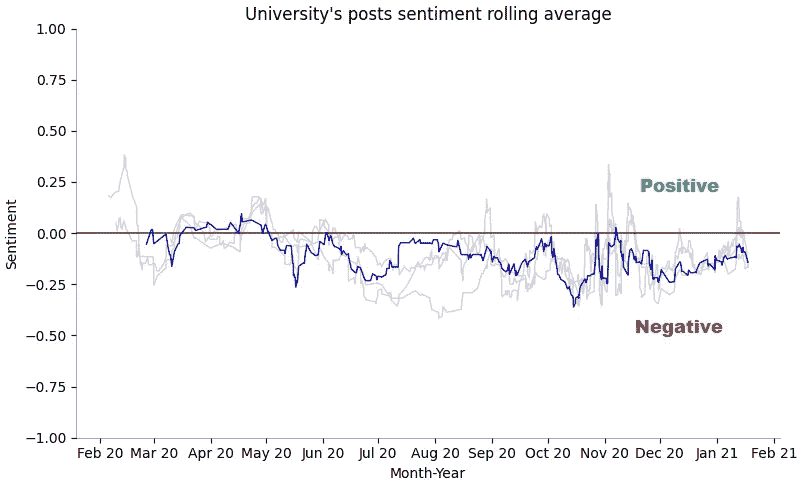 University's posts sentiment rolling average
1.00
0.75
0.50
0.25
0.00
−0.25
−0.50
−0.75
−1.00
Sentiment
Positive
Negative
Feb 20 Mar 20 Apr 20 May 20 Jun 20 Jul 20 Aug 20 Sep 20 Oct 20 Nov 20 Dec 20 Jan 21 Feb 21
Month-Year